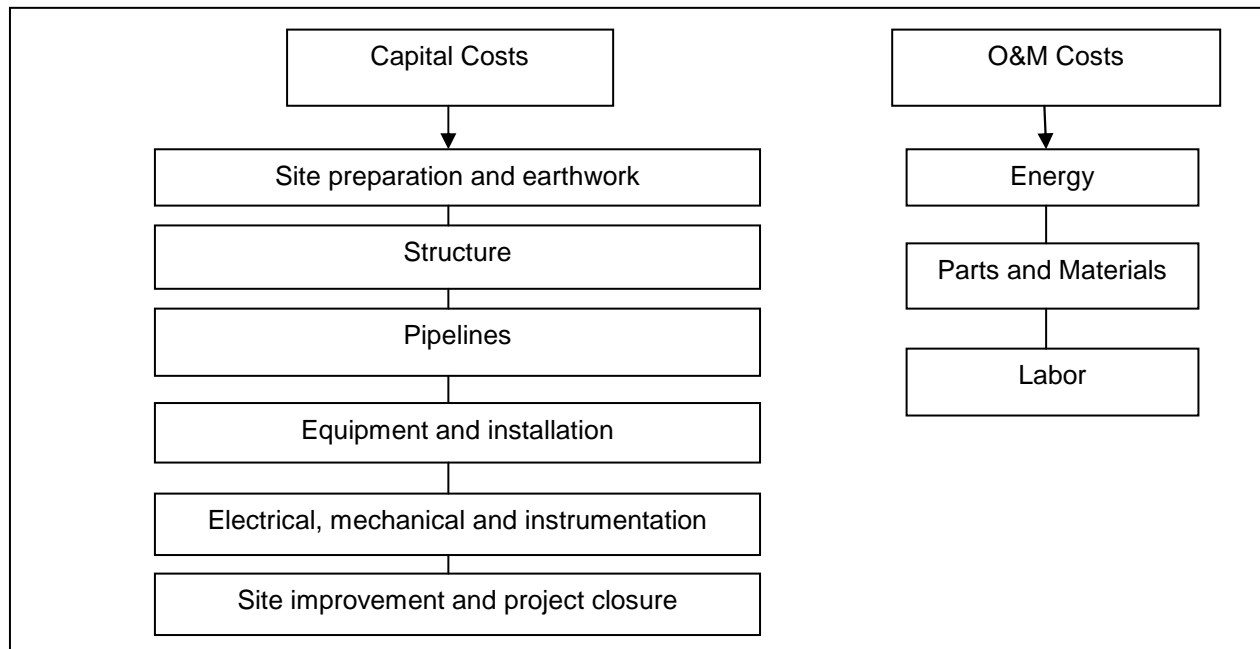 Capital Costs
Site preparation and earthwork
Structure
Pipelines
Equipment and installation
Electrical, mechanical and instrumentation
Site improvement and project closure
O&M Costs
Energy
Parts and Materials
Labor